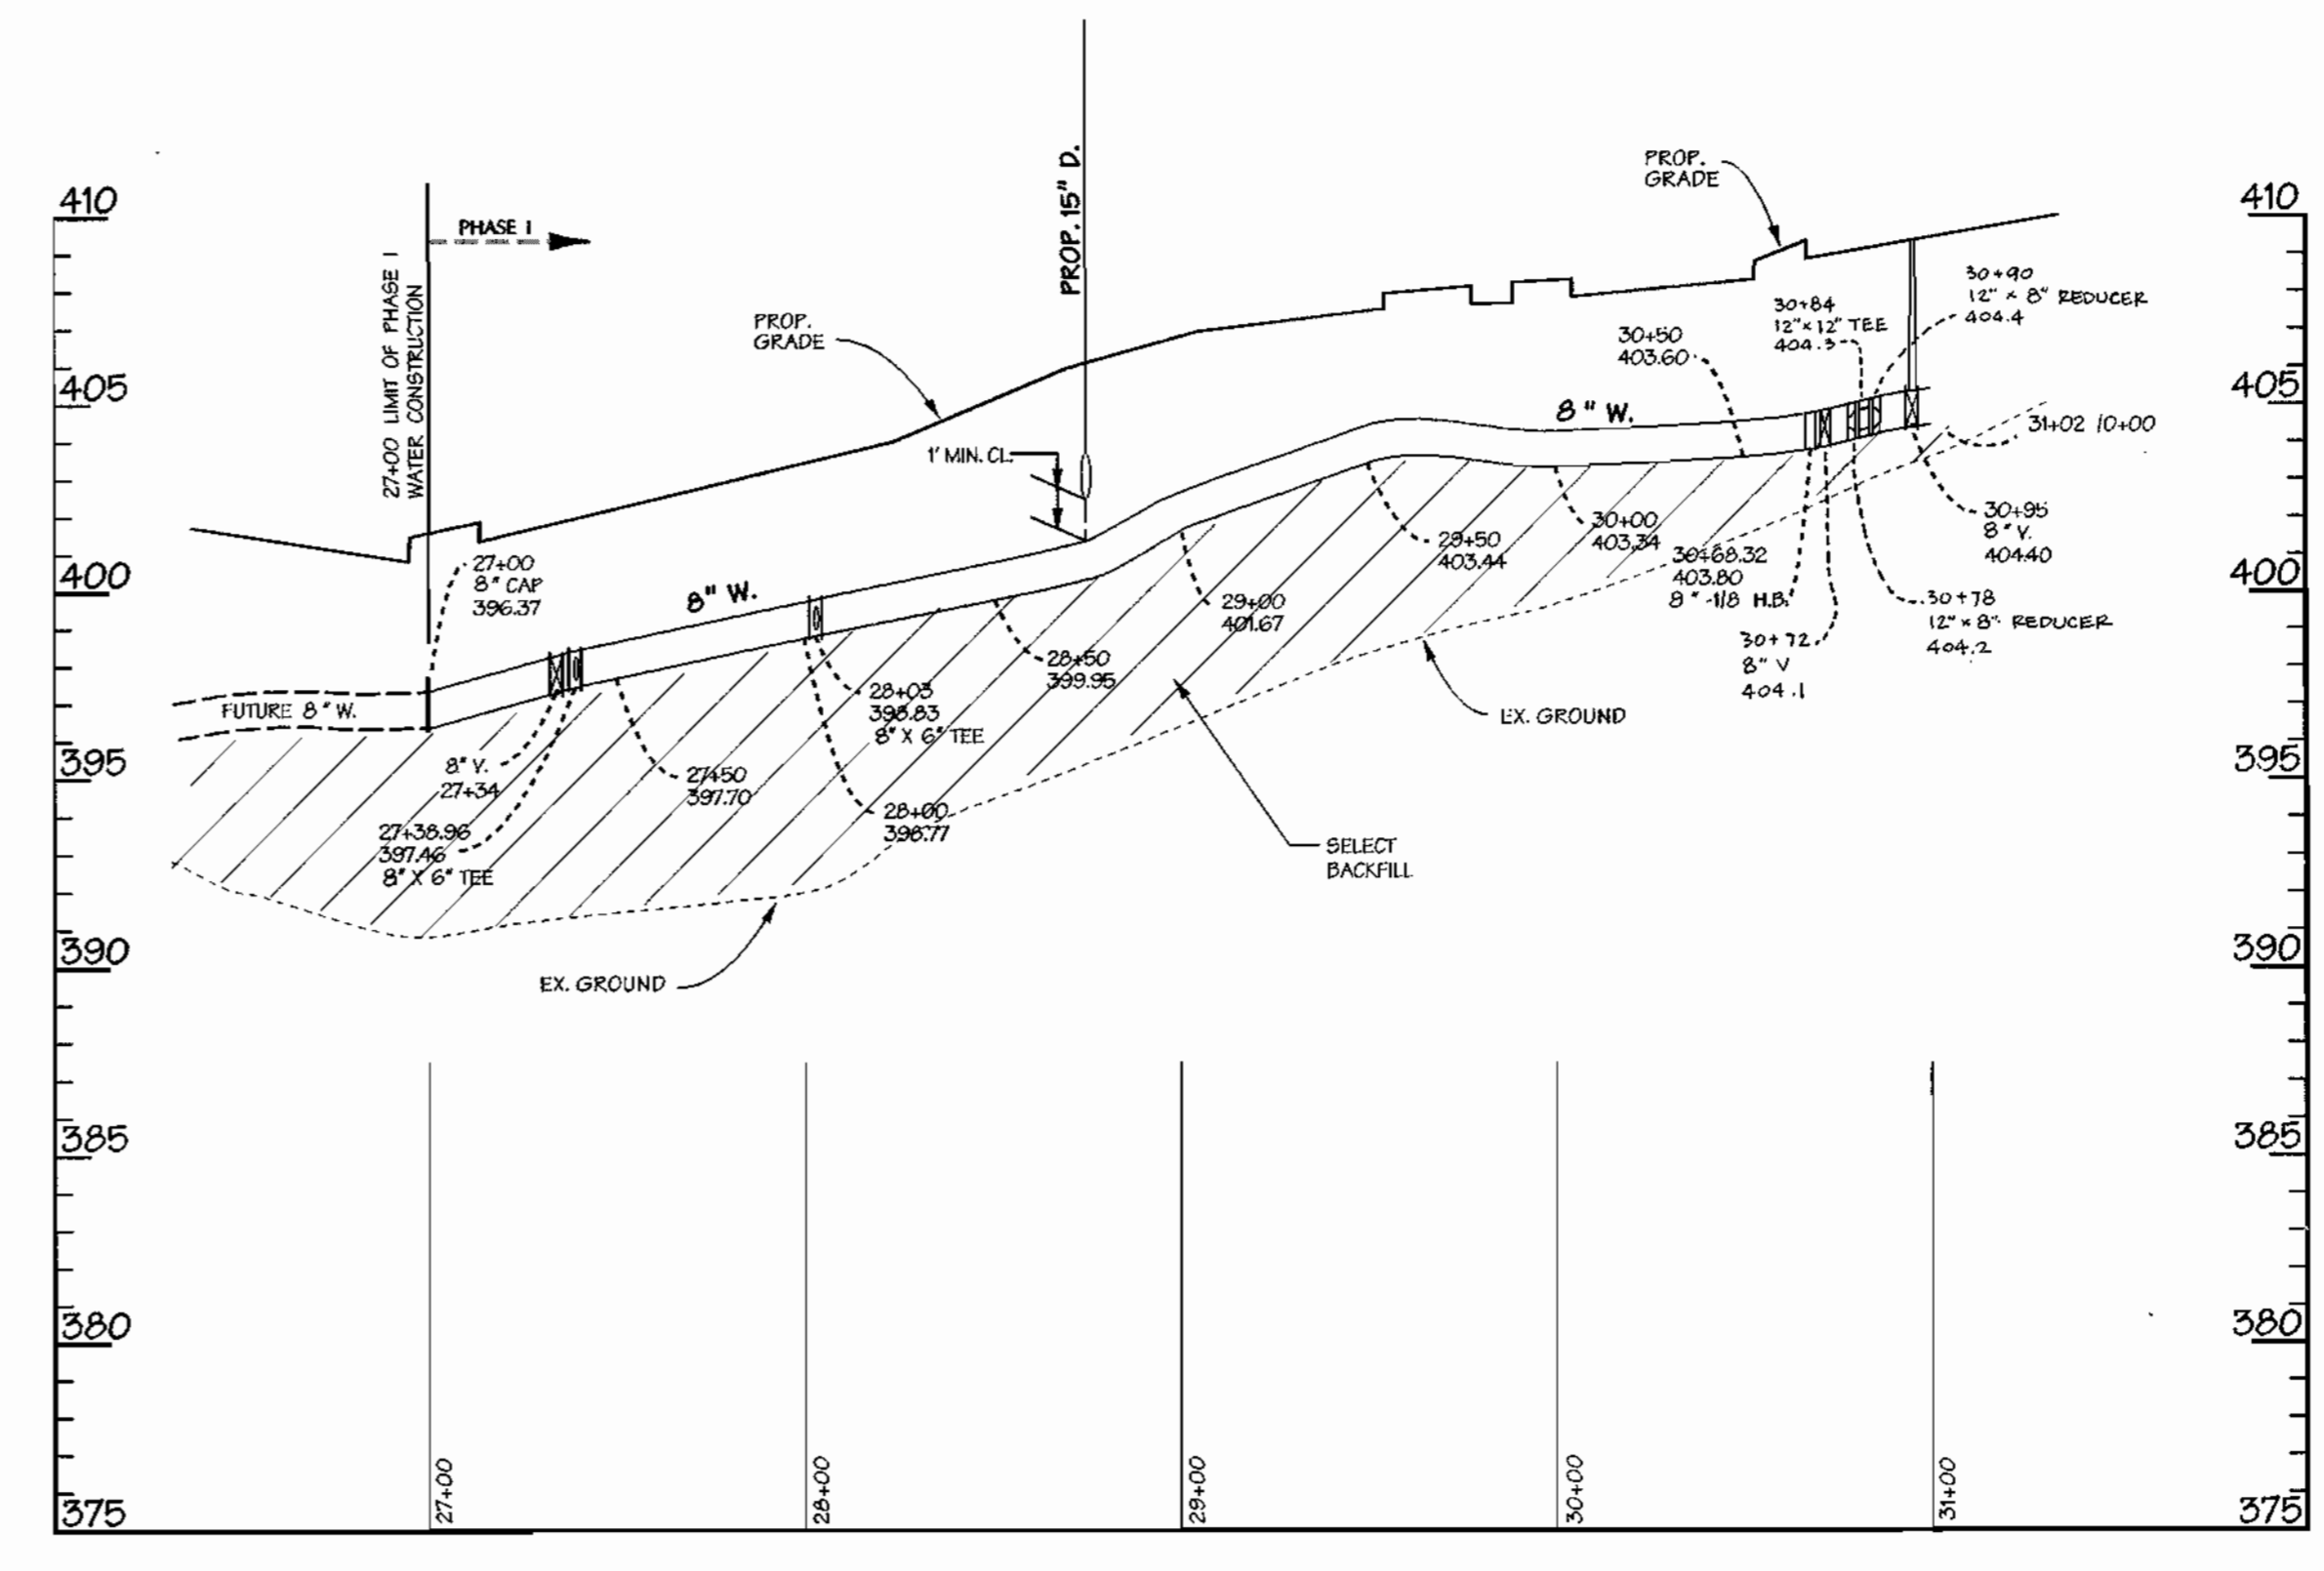 410
405
400
395
390
385
380
375
27+00 LIMIT OF PHASE 1
WATER CONSTRUCTION
PHASE 1
PROP.
GRADE
PROP. 15" D.
1' MIN. CL.
27+00
8" CAP
396.37
8" W.
FUTURE 8" W.
8" V.
27+34
27+38.96
397.46
8" X 6" TEE
27+50
397.70
28+03
398.83
8" X 6" TEE
28+00
398.77
28+50
399.95
29+00
401.67
29+50
403.44
30+00
403.34
8" W.
30+50
403.60
PROP.
GRADE
30+84
12" x 12" TEE
404.3
30+90
12" x 8" REDUCER
404.4
31+02 /0+00
30+95
8" V.
404.40
30+68.32
403.80
8" -1/8 H.B.
30+72
8" V
404.1
30+78
12" x 8" REDUCER
404.2
EX. GROUND
SELECT
BACKFILL
EX. GROUND
27+00
28+00
29+00
30+00
31+00
410
405
400
395
390
385
380
375